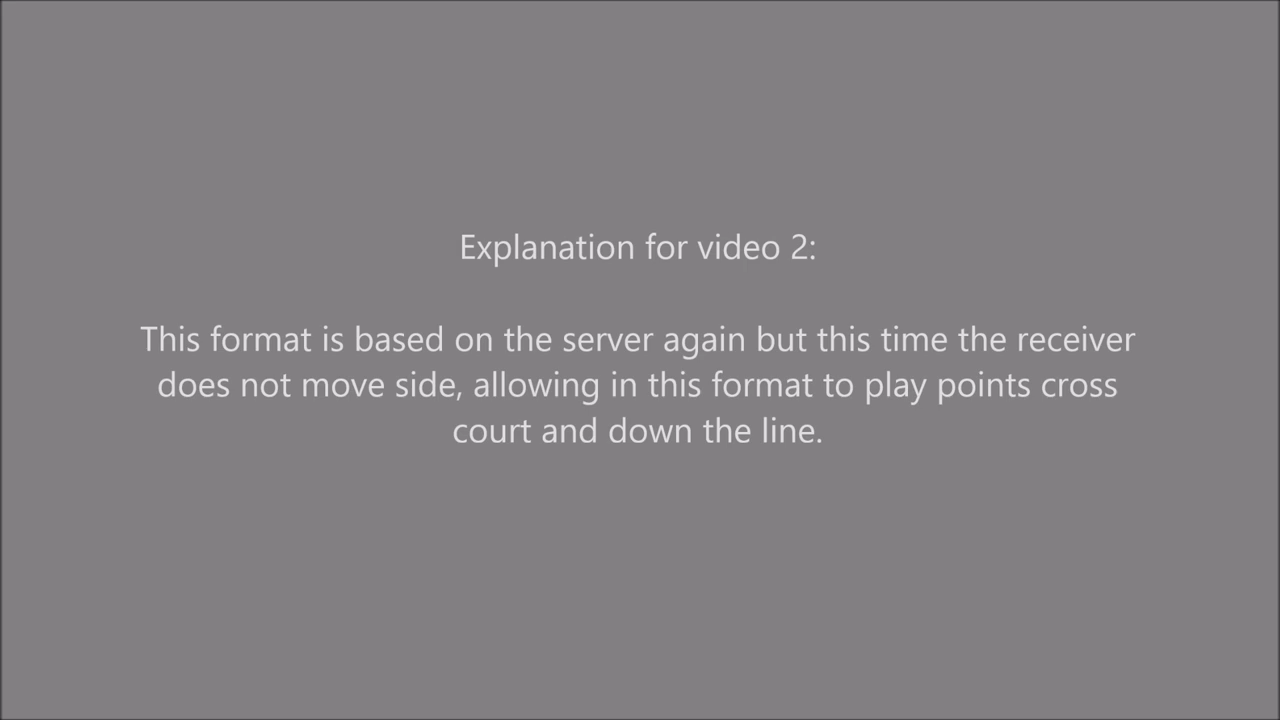 Explanation for video 2:
This format is based on the server again but this time the receiver
does not move side, allowing in this format to play points cross
court and down the line.